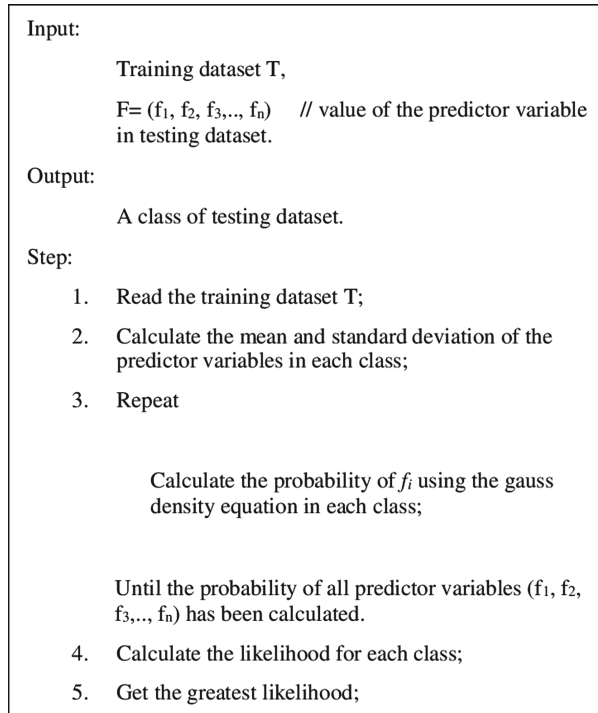 Input:
Training dataset T,
F= (f₁, f₂, f₃,.., fₙ) // value of the predictor variable
in testing dataset.
Output:
A class of testing dataset.
Step:
1. Read the training dataset T;
2. Calculate the mean and standard deviation of the
predictor variables in each class;
3. Repeat
Calculate the probability of fᵢ using the gauss
density equation in each class;
Until the probability of all predictor variables (f₁, f₂,
f₃,.., fₙ) has been calculated.
4. Calculate the likelihood for each class;
5. Get the greatest likelihood;